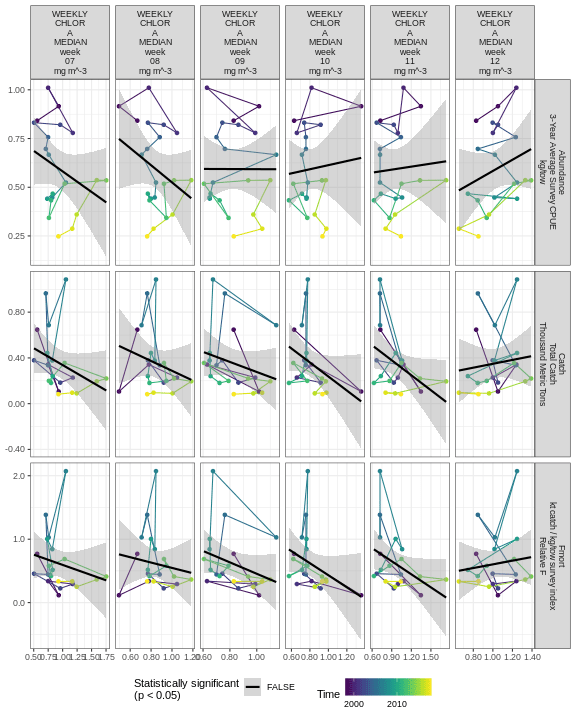 WEEKLY
CHLOR
A
MEDIAN
week
07
mg m^-3
WEEKLY
CHLOR
A
MEDIAN
week
08
mg m^-3
WEEKLY
CHLOR
A
MEDIAN
week
09
mg m^-3
WEEKLY
CHLOR
A
MEDIAN
week
10
mg m^-3
WEEKLY
CHLOR
A
MEDIAN
week
11
mg m^-3
WEEKLY
CHLOR
A
MEDIAN
week
12
mg m^-3
1.00
0.75
0.50
0.25
Abundance
3-Year Average Survey CPUE
kg/tow
0.80
0.40
0.00
-0.40
Catch
Total Catch
Thousand Metric Tons
2.0
1.0
0.0
Fmort
kt catch / kg/tow survey index
Relative F
0.50 0.75 1.00 1.25 1.50 1.75
0.60 0.80 1.00 1.20
0.60 0.80 1.00
0.60 0.80 1.00 1.20
0.60 0.90 1.20 1.50
0.80 1.00 1.20 1.40
Statistically significant
(p < 0.05)
FALSE
Time
2000 2010